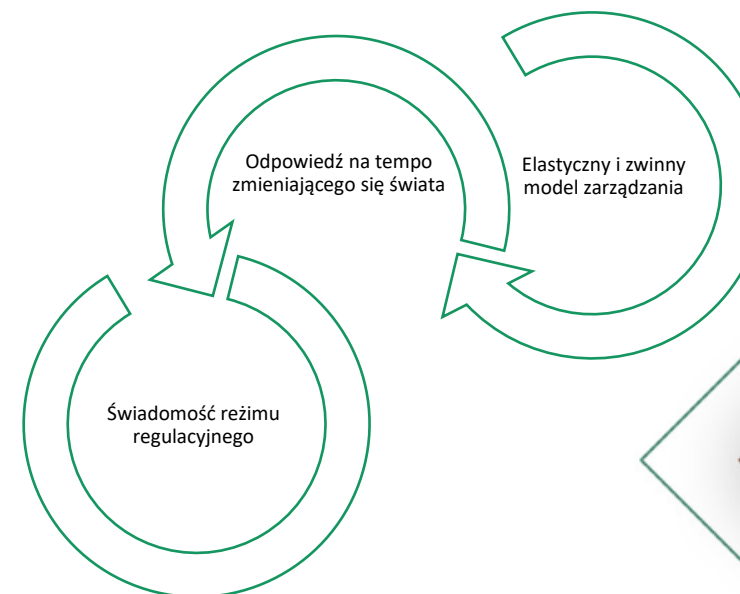 Odpowiedź na tempo
zmieniającego się świata
Elastyczny i zwinny
model zarządzania
Świadomość reżimu
regulacyjnego